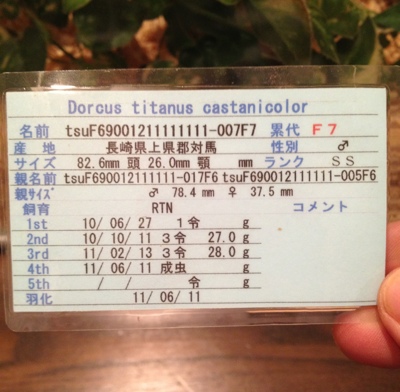 Dorcus titanus castanicolor
名前 tsuF69001211111111-007F7 累代 F7
産 地 長崎県上県郡対馬 性別 ♂
サイズ 82.6mm 頭 26.0mm 顎 mm ランク SS
親名前 tsuF6900121111111-017F6 tsuF690012111111-005F6
親サイズ ♂ 78.4 mm ♀ 37.5 mm
飼育 RTN コメント
1st 10/06/27 1令 g
2nd 10/10/11 3令 27.0g
3rd 11/02/13 3令 28.0g
4th 11/06/11 成虫 g
5th / / 令 g
羽化 11/06/11